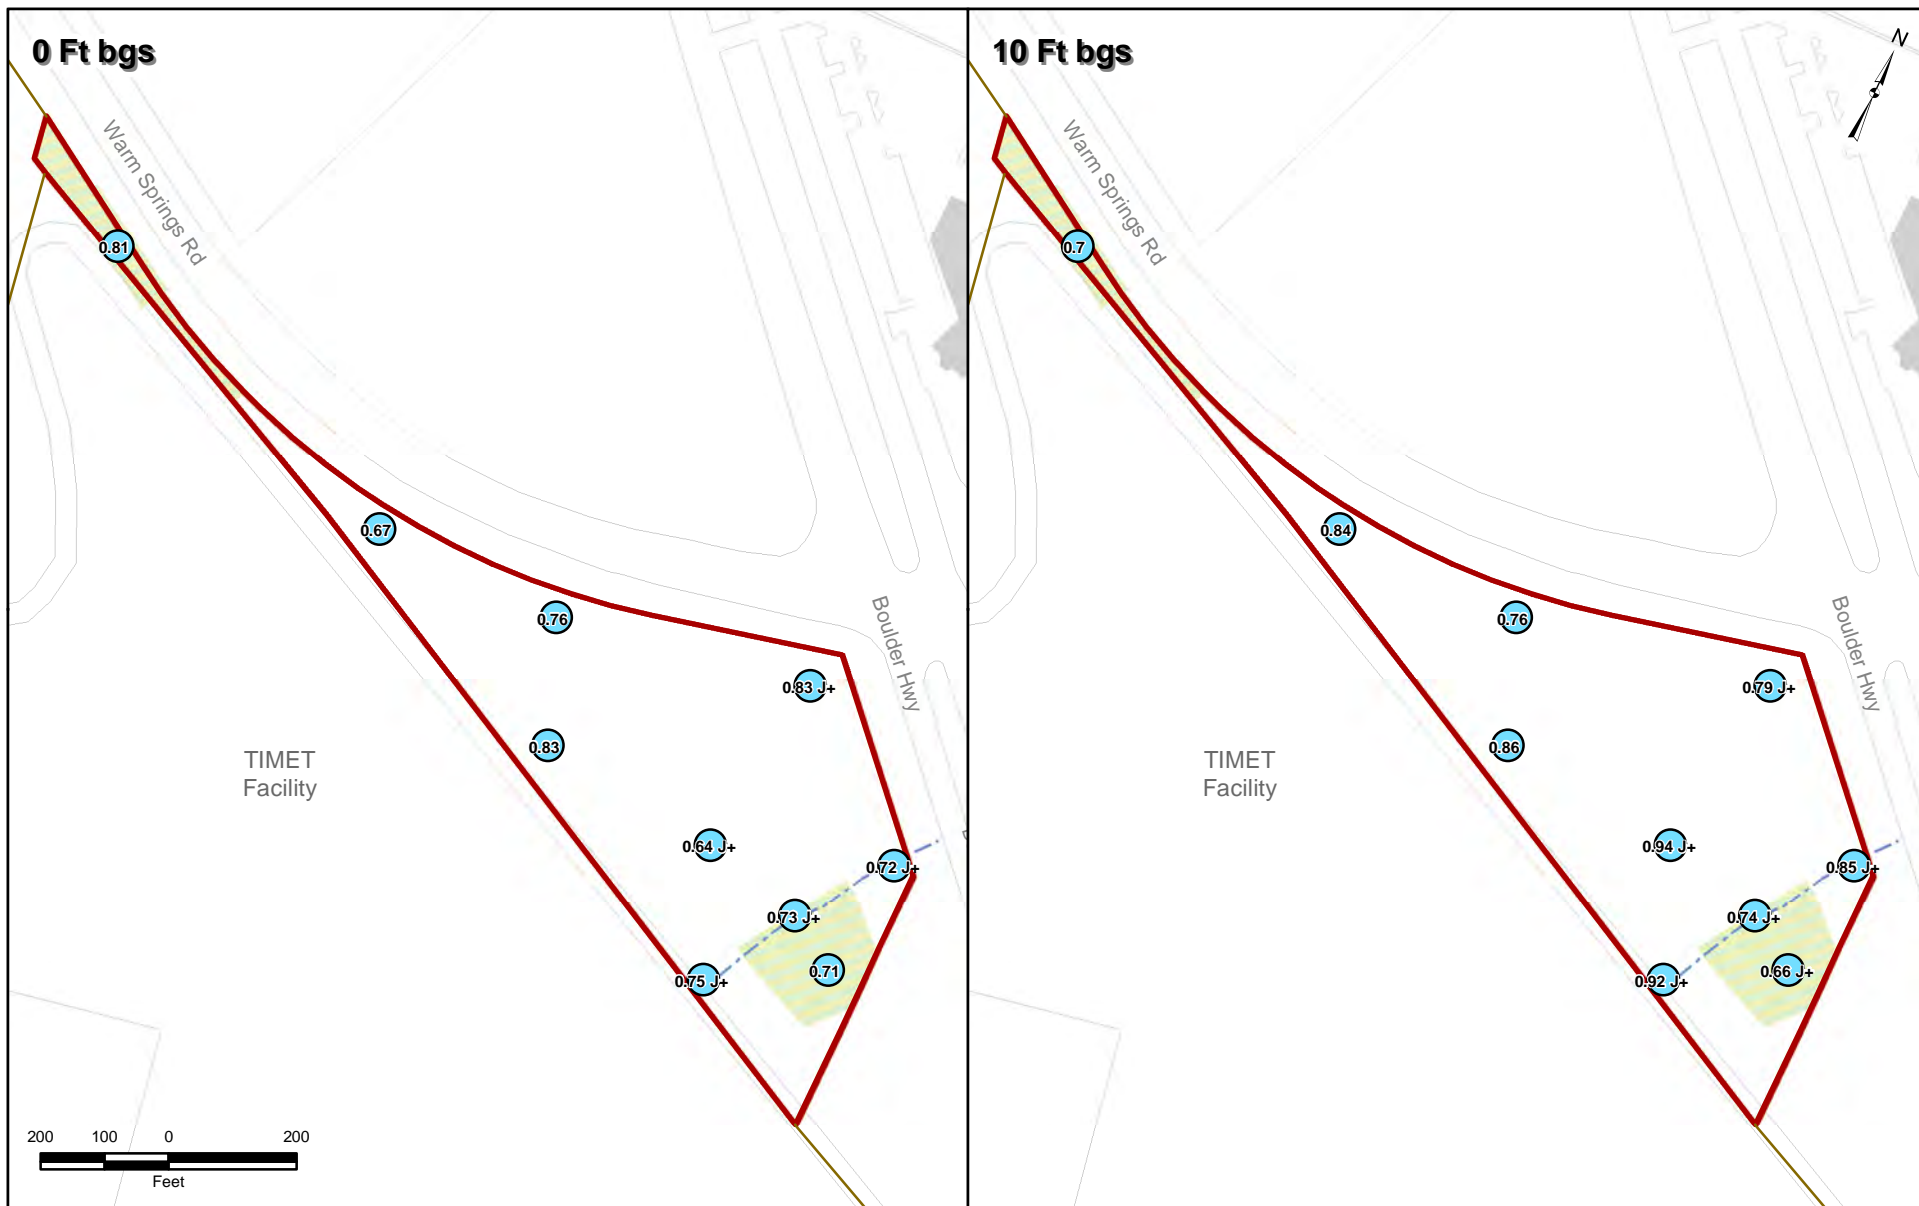 0 Ft bgs
Warm Springs Rd
0.81
0.67
0.76
0.83 J+
Boulder Hwy
0.83
TIMET
Facility
0.64 J+
0.72 J+
0.73 J+
0.71
0.75 J+
200 100 0 200
Feet
10 Ft bgs
N
Warm Springs Rd
0.7
0.84
0.76
0.79 J+
Boulder Hwy
0.86
TIMET
Facility
0.94 J+
0.85 J+
0.74 J+
0.66 J+
0.92 J+